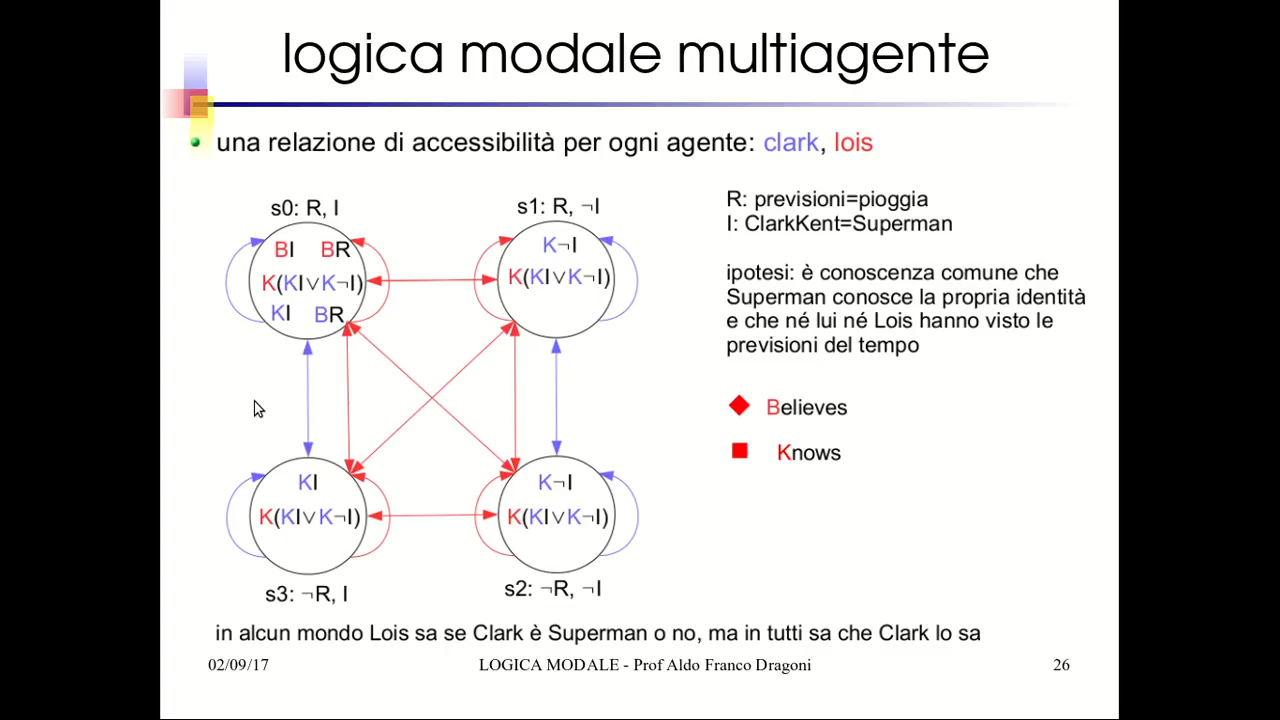 logica modale multiagente
una relazione di accessibilità per ogni agente: clark, lois
s0: R, I
BI BR
K(KI∨K¬I)
KI BR
s1: R, ¬I
K¬I
K(KI∨K¬I)
R: previsioni=pioggia
I: ClarkKent=Superman
ipotesi: è conoscenza comune che
Superman conosce la propria identità
e che né lui né Lois hanno visto le
previsioni del tempo
Believes
Knows
KI
K(KI∨K¬I)
s3: ¬R, I
K¬I
K(KI∨K¬I)
s2: ¬R, ¬I
in alcun mondo Lois sa se Clark è Superman o no, ma in tutti sa che Clark lo sa
02/09/17
LOGICA MODALE - Prof Aldo Franco Dragoni
26